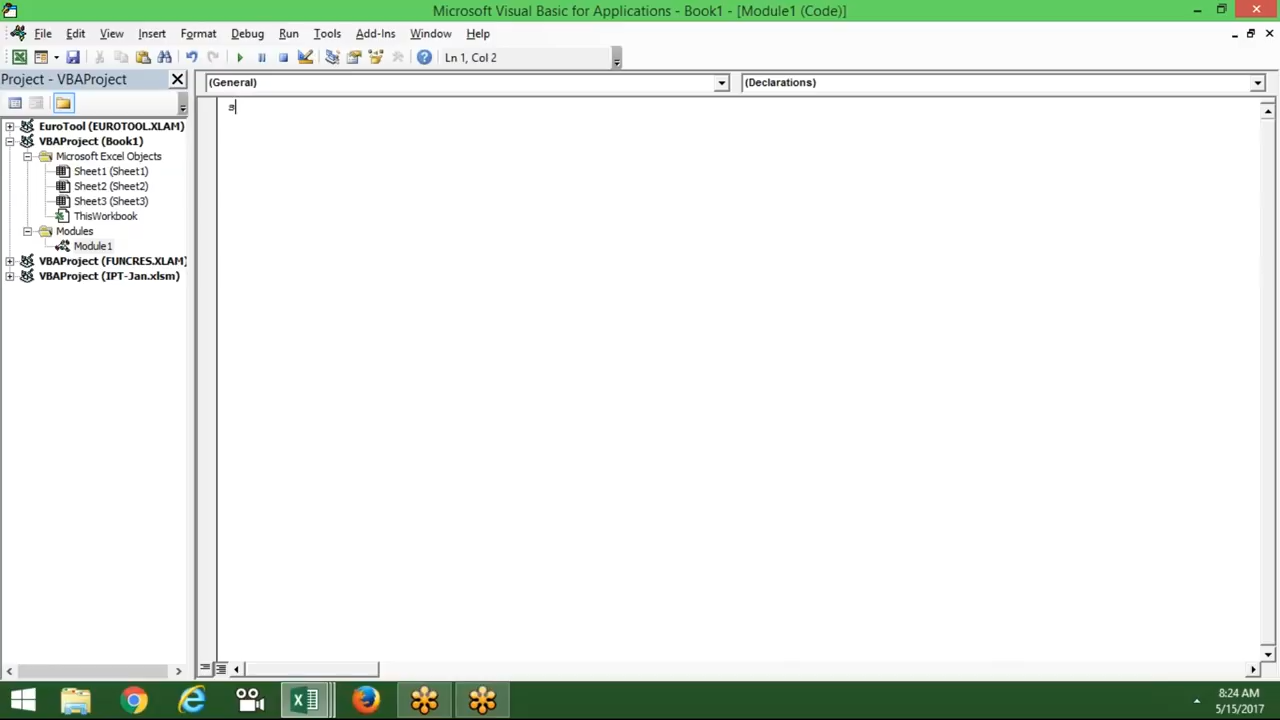 Microsoft Visual Basic for Applications - Book1 - [Module1 (Code)]
File Edit View Insert Format Debug Run Tools Add-Ins Window Help
Ln 1, Col 2
Project - VBAProject
(General) (Declarations)
s
EuroTool (EUROTOOL.XLAM)
VBAProject (Book1)
Microsoft Excel Objects
Sheet1 (Sheet1)
Sheet2 (Sheet2)
Sheet3 (Sheet3)
ThisWorkbook
Modules
Module1
VBAProject (FUNCRES.XLAM)
VBAProject (IPT-Jan.xlsm)
8:24 AM
5/15/2017